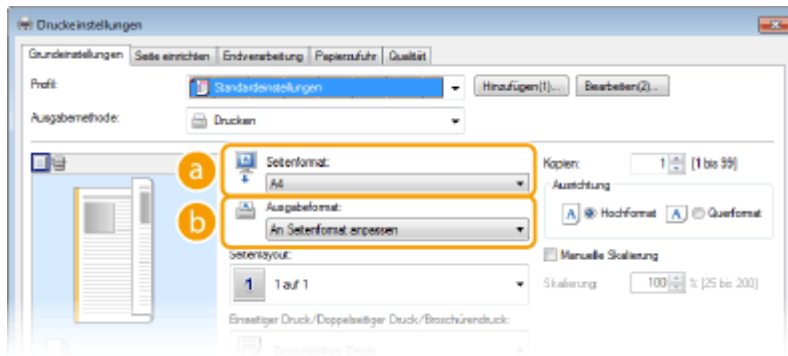 Druckeinstellungen
Grundeinstellungen Seite einrichten Endverarbeitung Papierzufuhr Qualität
Profil: Standardeinstellungen Hinzufügen(1)... Bearbeiten(2)...
Ausgabemethode: Drucken
a Seitenformat: Kopien: 1 [1 bis 99]
A4 Ausrichtung
b Ausgabeformat: A Hochformat A Querformat
An Seitenformat anpassen
Seitenlayout: Manuelle Skalierung
1 1 auf 1 Skalierung: 100 % [25 bis 200]
Einseitiger Druck/Doppelseitiger Druck/Broschürendruck:
Doppelseitiger Druck